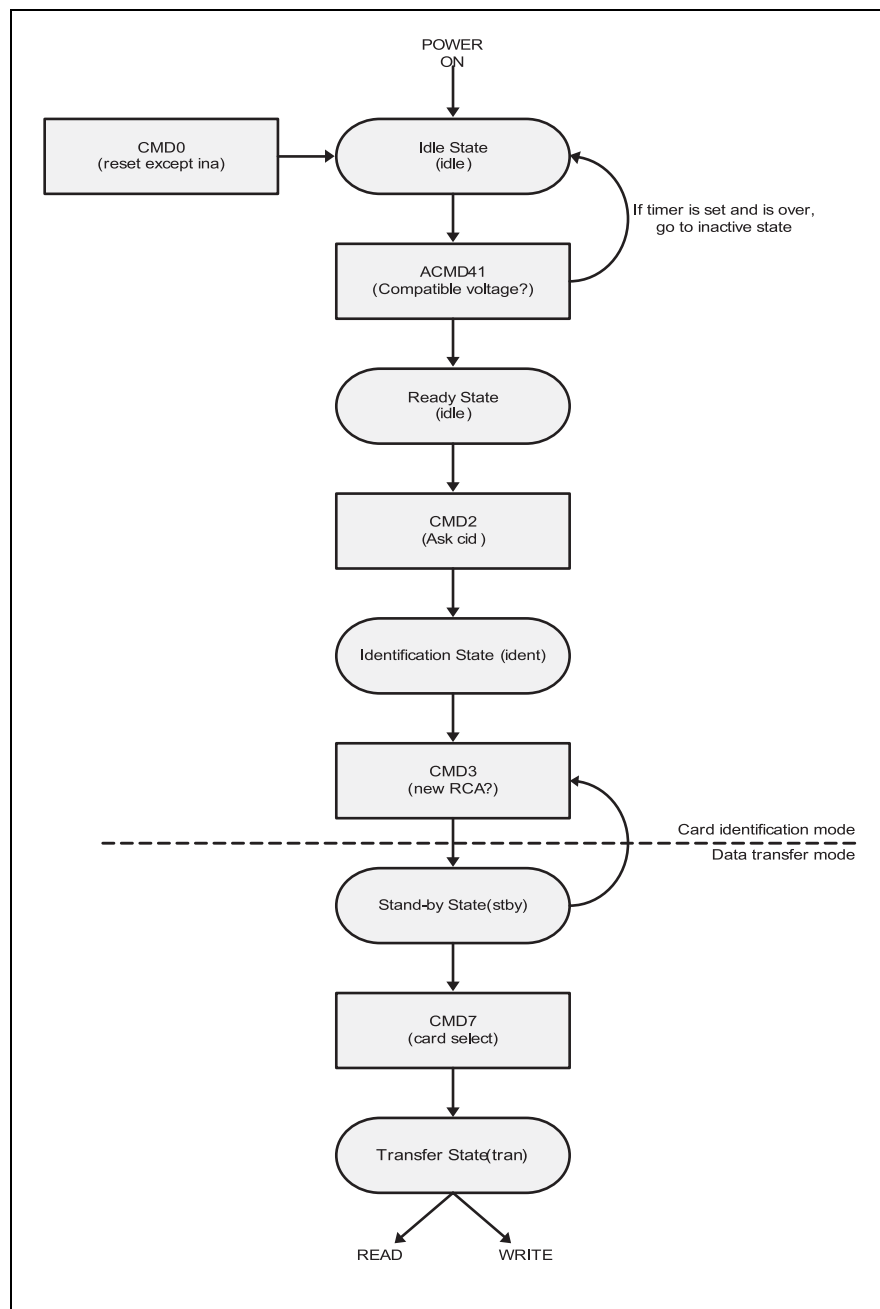 POWER
ON
CMD0
(reset except ina)
Idle State
(idle)
If timer is set and is over,
go to inactive state
ACMD41
(Compatible voltage?)
Ready State
(idle)
CMD2
(Ask cid )
Identification State (ident)
CMD3
(new RCA?)
Card identification mode
Data transfer mode
Stand-by State(stby)
CMD7
(card select)
Transfer State(tran)
READ
WRITE